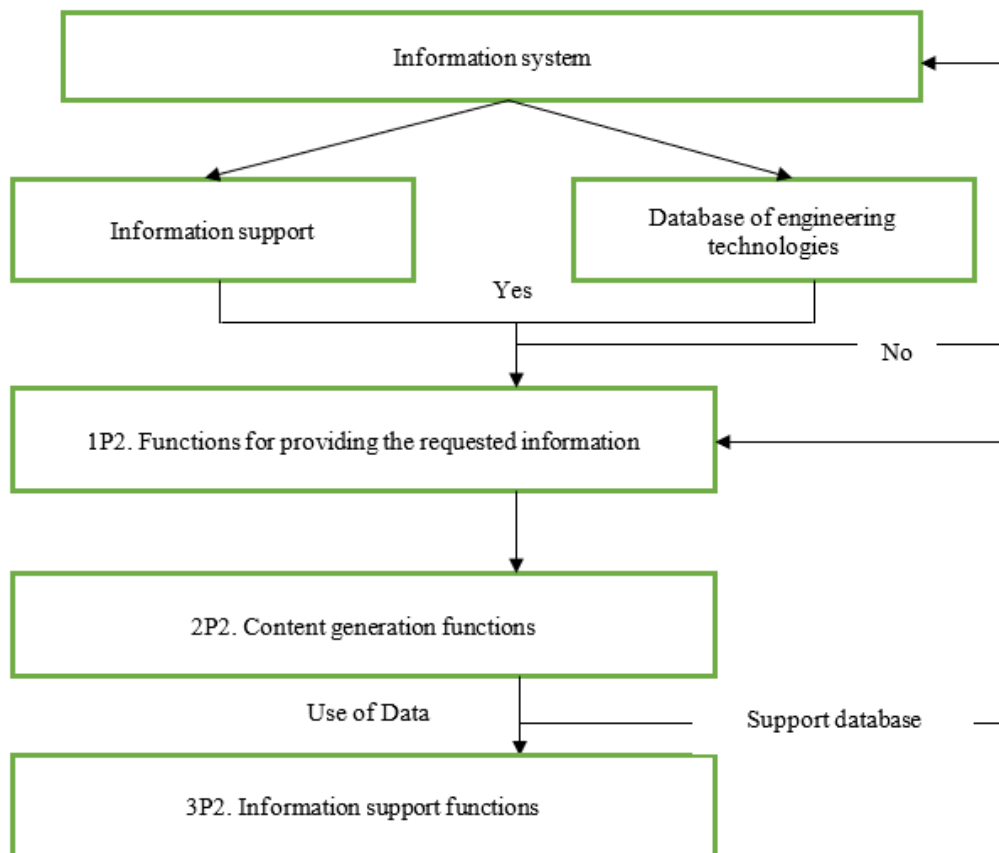 Information system
Information support
Database of engineering
technologies
Yes
No
1P2. Functions for providing the requested information
2P2. Content generation functions
Use of Data
Support database
3P2. Information support functions